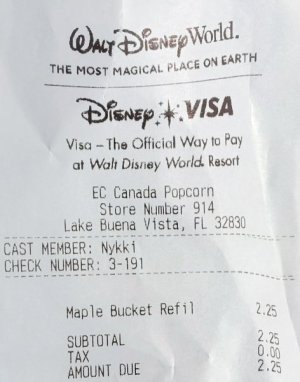 Walt Disney World.
THE MOST MAGICAL PLACE ON EARTH
Disney VISA
Visa – The Official Way to Pay
at Walt Disney World Resort
EC Canada Popcorn
Store Number 914
Lake Buena Vista, FL 32830
CAST MEMBER: Nykki
CHECK NUMBER: 3-191
Maple Bucket Refil 2.25
SUBTOTAL 2.25
TAX 0.00
AMOUNT DUE 2.25